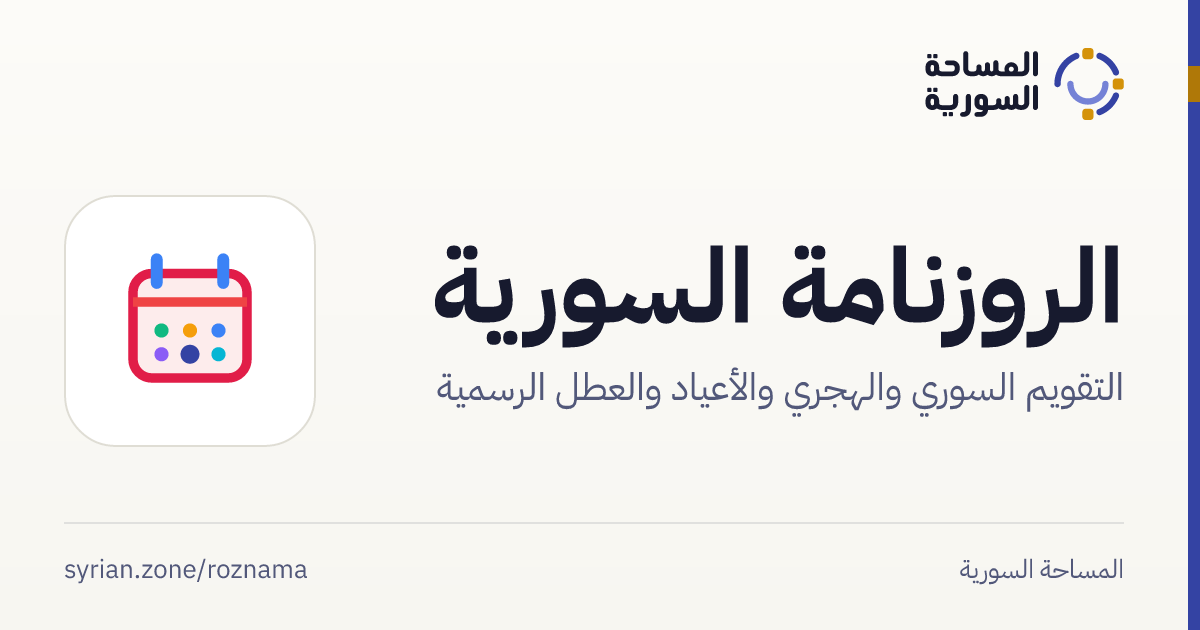 المساحة
السورية
الروزنامة السورية
التقويم السوري والهجري والأعياد والعطل الرسمية
المساحة السورية
syrian.zone/roznama